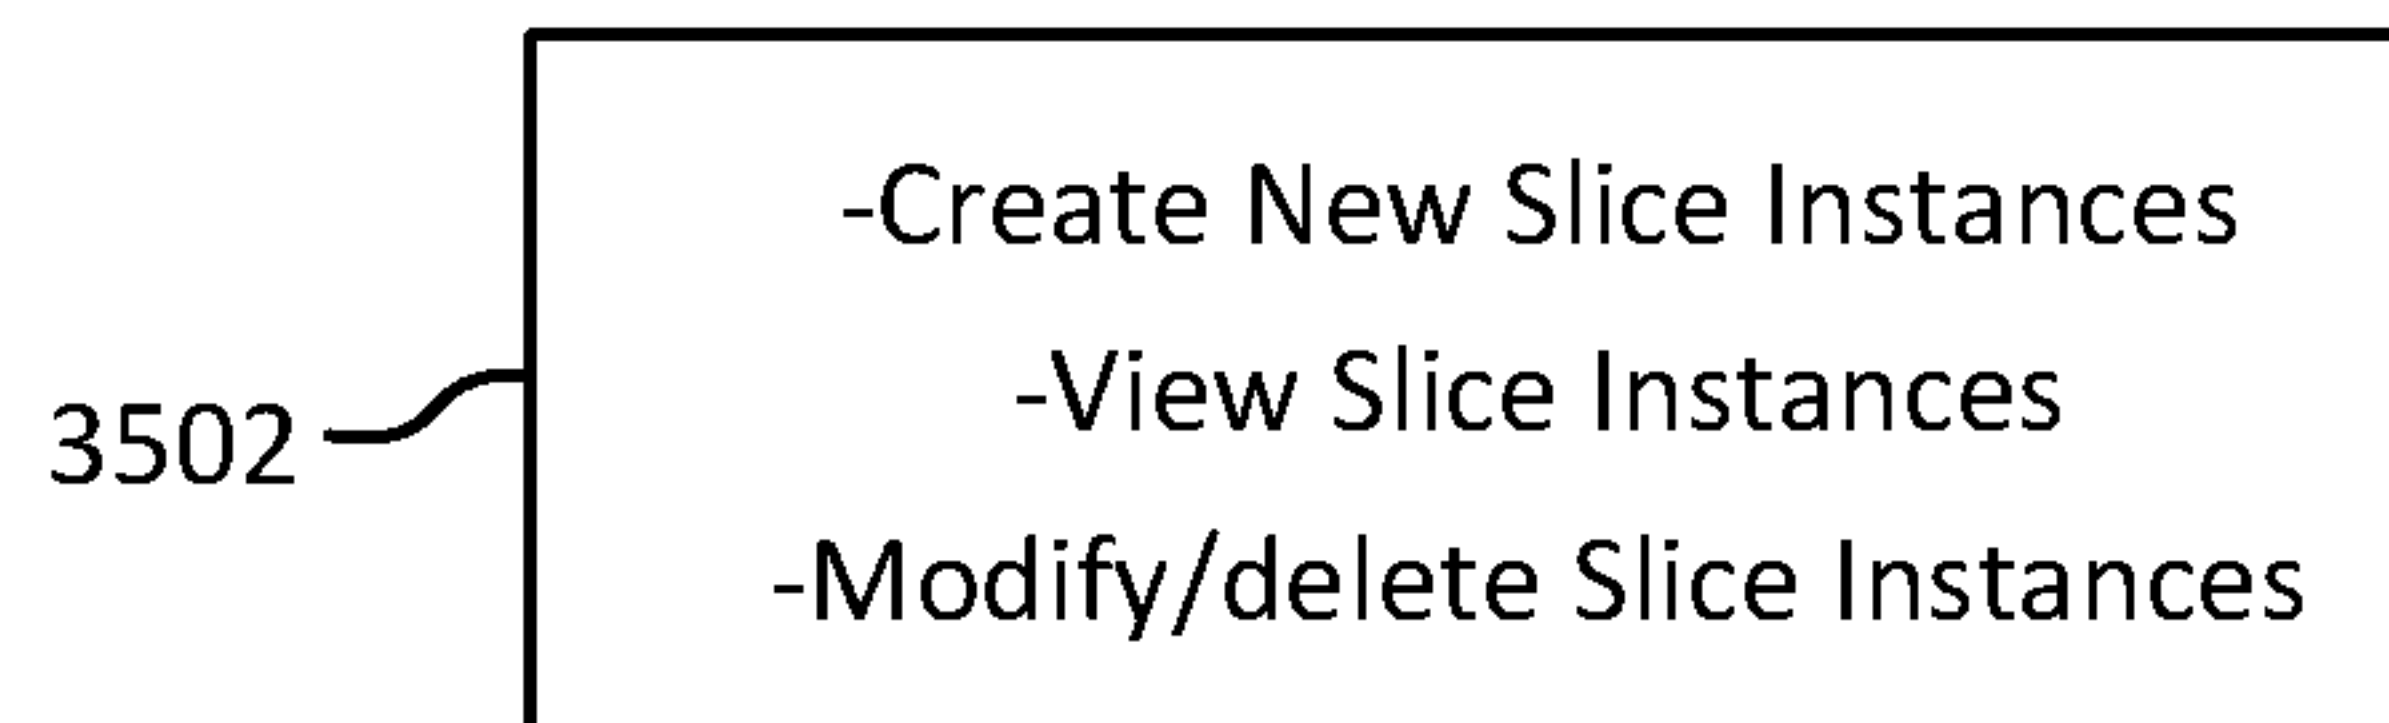 -Create New Slice Instances
-View Slice Instances
3502
-Modify/delete Slice Instances